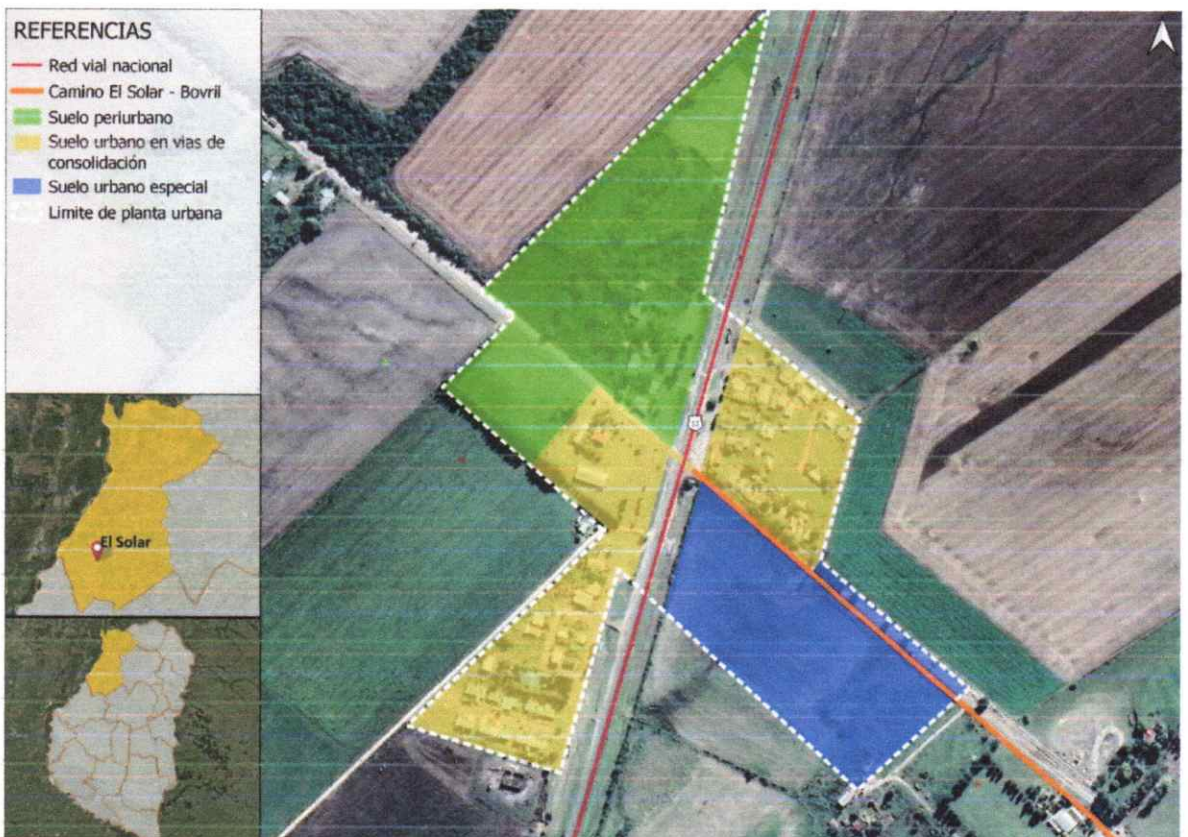 REFERENCIAS
Red vial nacional
Camino El Solar - Bovril
Suelo periurbano
Suelo urbano en vias de
consolidación
Suelo urbano especial
Limite de planta urbana
El Solar